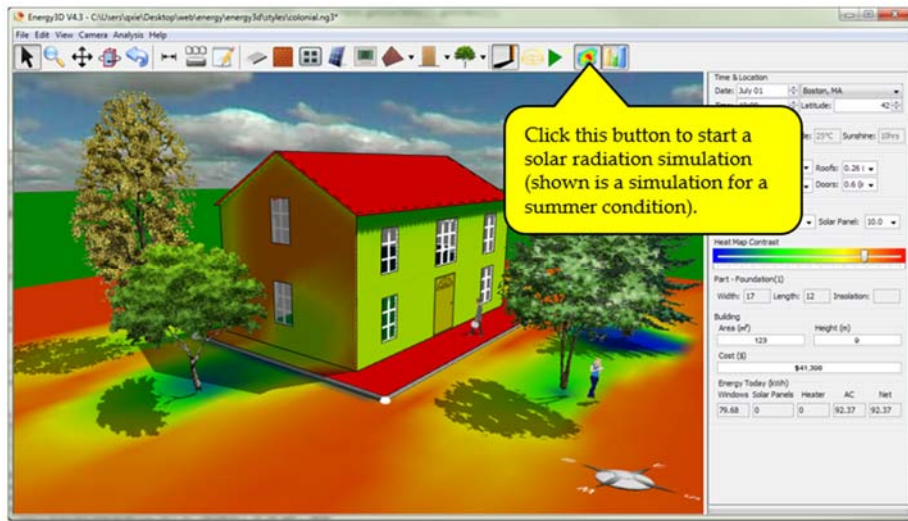 Energy3D V4.3 - C:\Users\qxie\Desktop\web\energy\energy3d\styles\colonial.ng3*
File Edit View Camera Analysis Help
Time & Location
Date: July 01 Boston, MA
Latitude: 42
Click this button to start a
solar radiation simulation
(shown is a simulation for a
summer condition).
25°C Sunshine: 10hrs
Roofs: 0.26 (
Doors: 0.6 (
Solar Panel: 10.0
Heat Map Contrast
Part - Foundation(1)
Width: 17 Length: 12 Insolation:
Building
Area (m²) Height (m)
123 9
Cost ($)
Energy Today (kWh)
Windows Solar Panels Heater AC Net
79.68 0 0 92.37 92.37